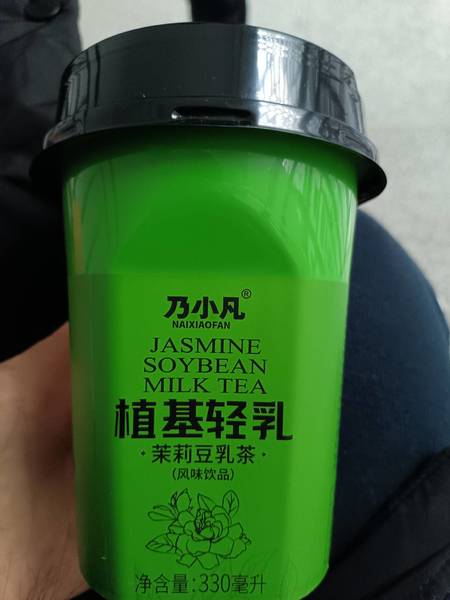 乃小凡®
NAIXIAOFAN
JASMINE
SOYBEAN
MILK TEA
植基轻乳
·茉莉豆乳茶·
(风味饮品)
净含量:330毫升